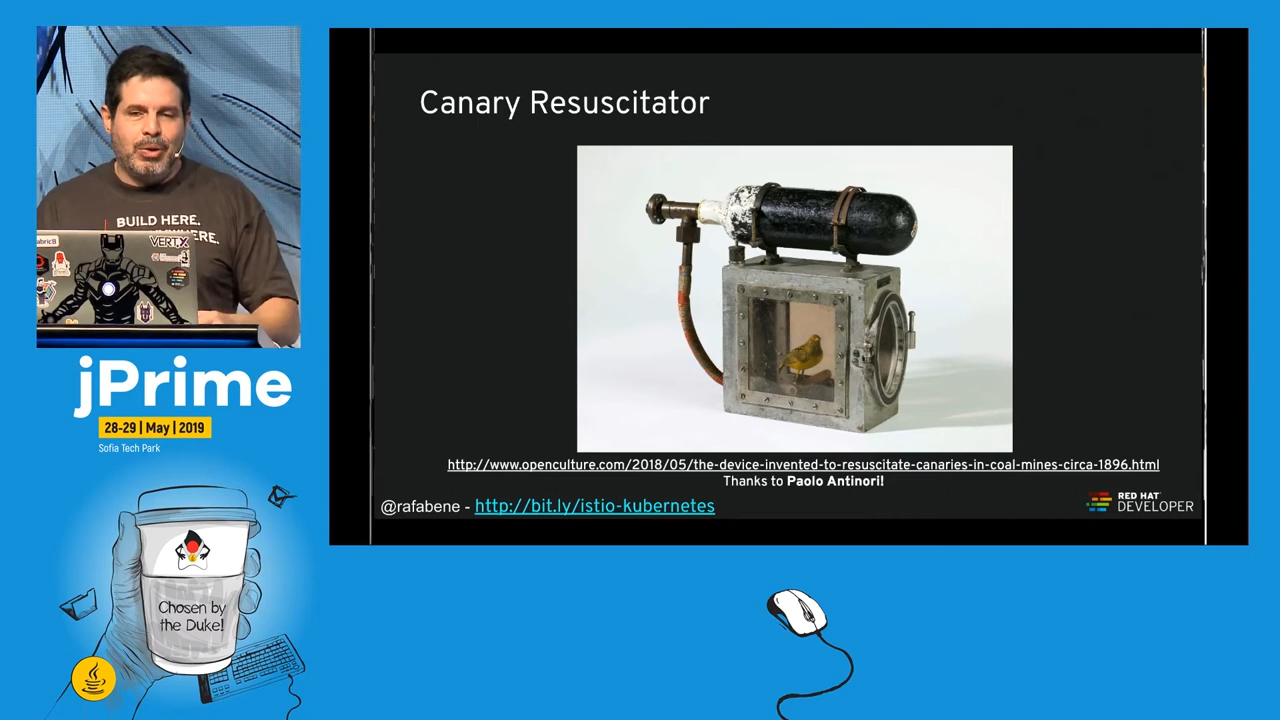 Canary Resuscitator
http://www.openculture.com/2018/05/the-device-invented-to-resuscitate-canaries-in-coal-mines-circa-1896.html
Thanks to Paolo Antinori!
@rafabene - http://bit.ly/istio-kubernetes
RED HAT
DEVELOPER
BUILD HERE.
VERT.X
jPrime
28-29 | May | 2019
Sofia Tech Park
Chosen by
the Duke!